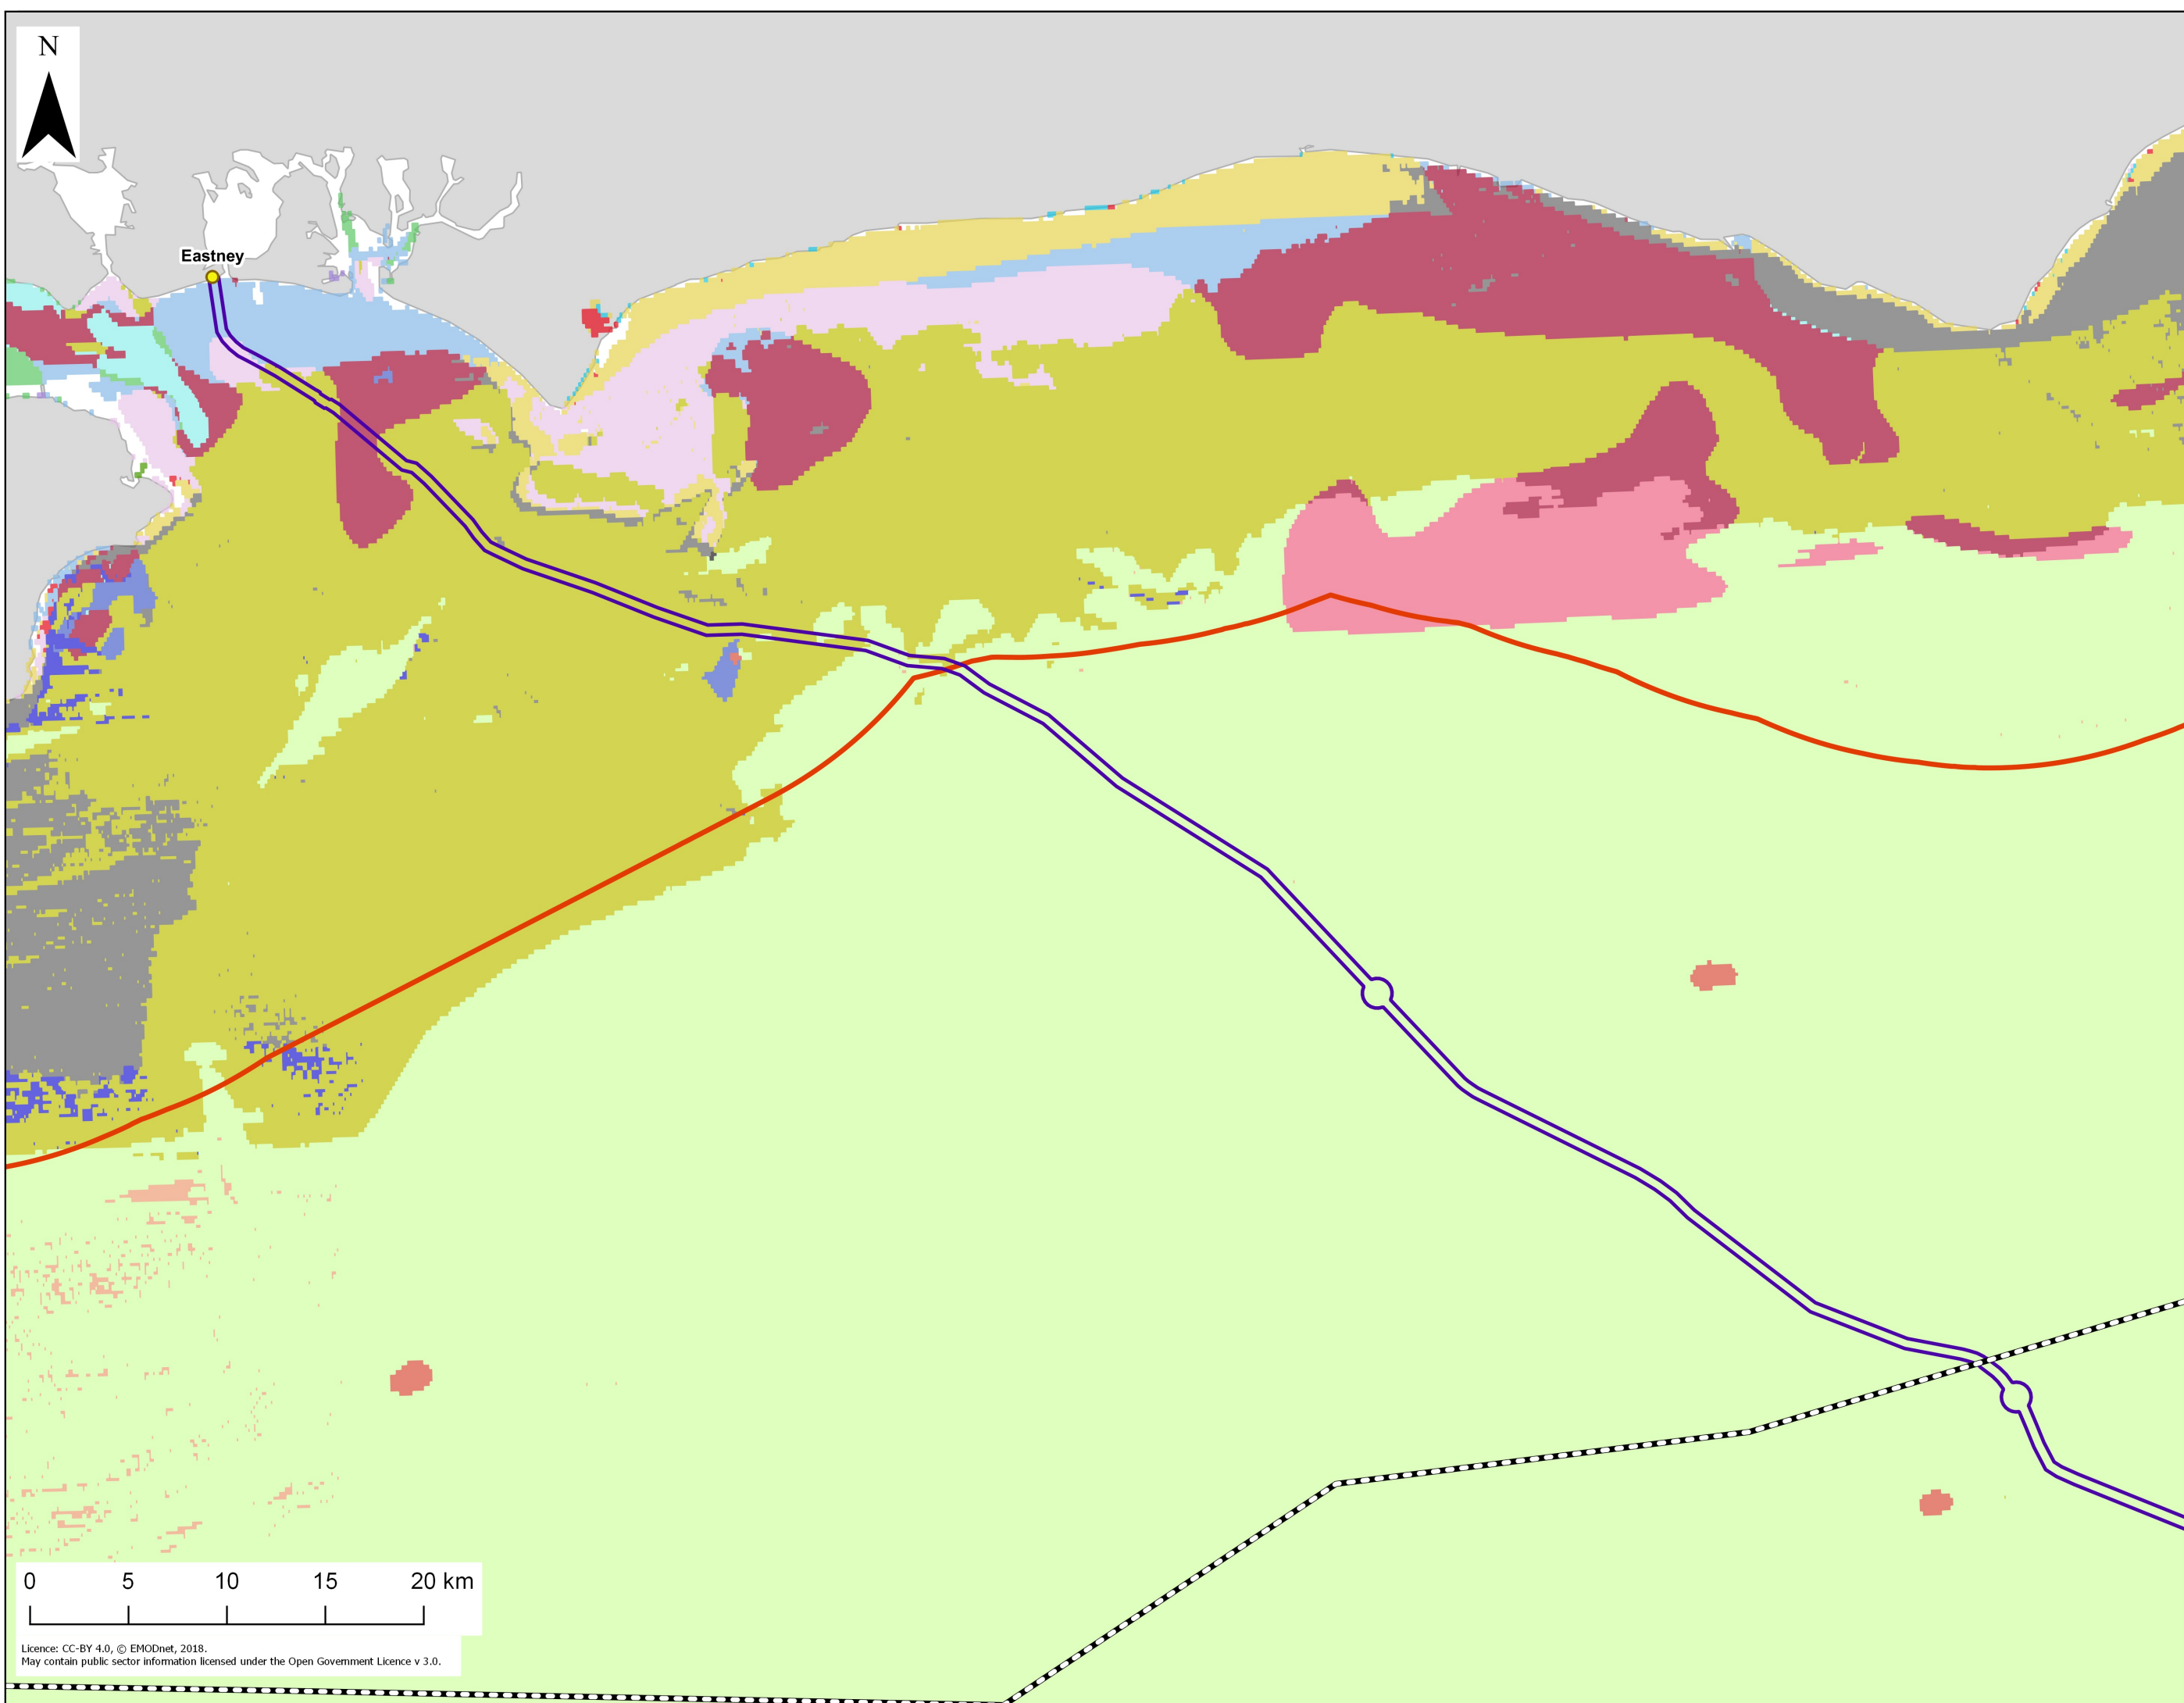 N
Eastney
0 5 10 15 20 km
Licence: CC-BY 4.0, © EMODnet, 2018.
May contain public sector information licensed under the Open Government Licence v 3.0.